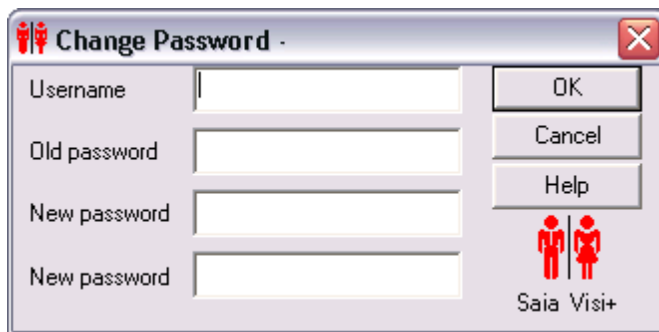 Change Password -
Username
OK
Old password
Cancel
New password
Help
New password
Saia Visi+